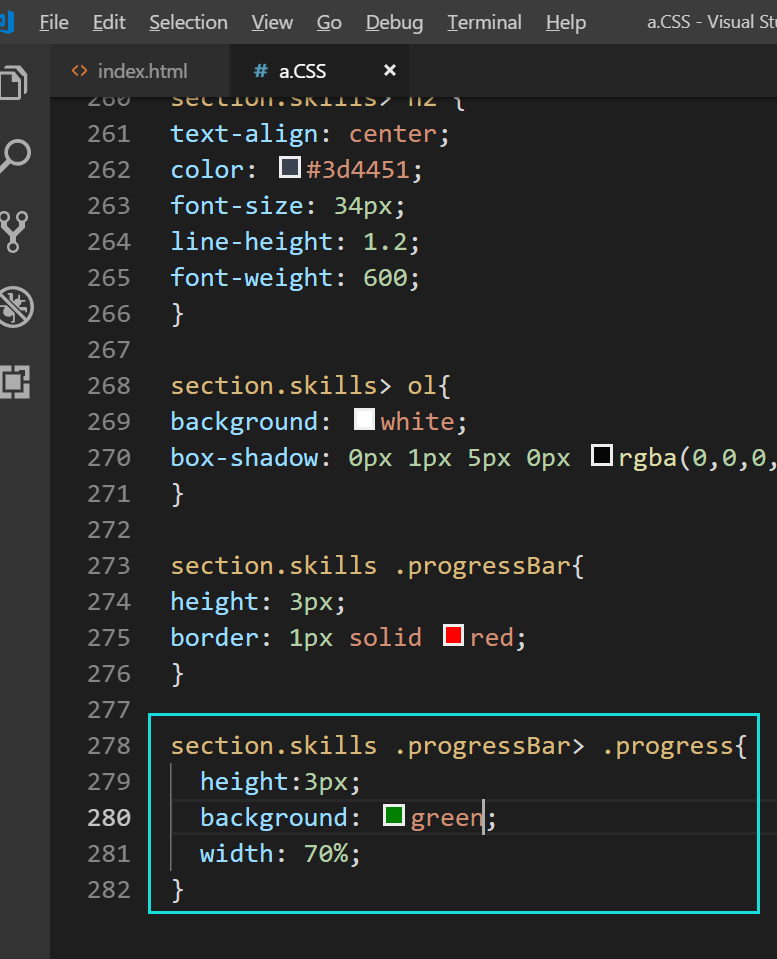 File Edit Selection View Go Debug Terminal Help a.CSS - Visual Stu
<> index.html # a.CSS ×
260 section.skills> h2 {
261 text-align: center;
262 color: #3d4451;
263 font-size: 34px;
264 line-height: 1.2;
265 font-weight: 600;
266 }
267
268 section.skills> ol{
269 background: white;
270 box-shadow: 0px 1px 5px 0px rgba(0,0,0,
271 }
272
273 section.skills .progressBar{
274 height: 3px;
275 border: 1px solid red;
276 }
277
278 section.skills .progressBar> .progress{
279 height:3px;
280 background: green;
281 width: 70%;
282 }